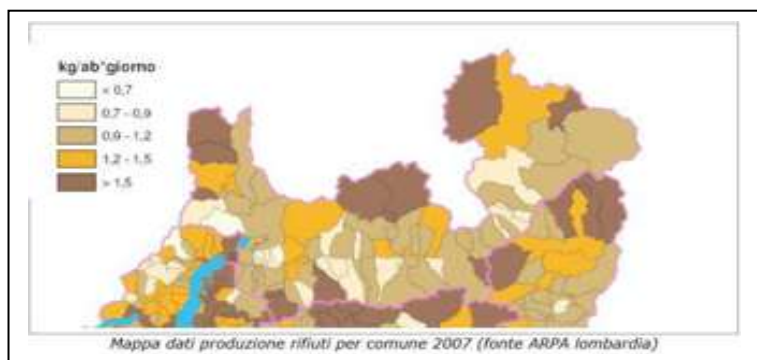 kg/ab*giorno
< 0,7
0,7 - 0,9
0,9 - 1,2
1,2 - 1,5
> 1,5
Mappa dati produzione rifiuti per comune 2007 (fonte ARPA lombardia)